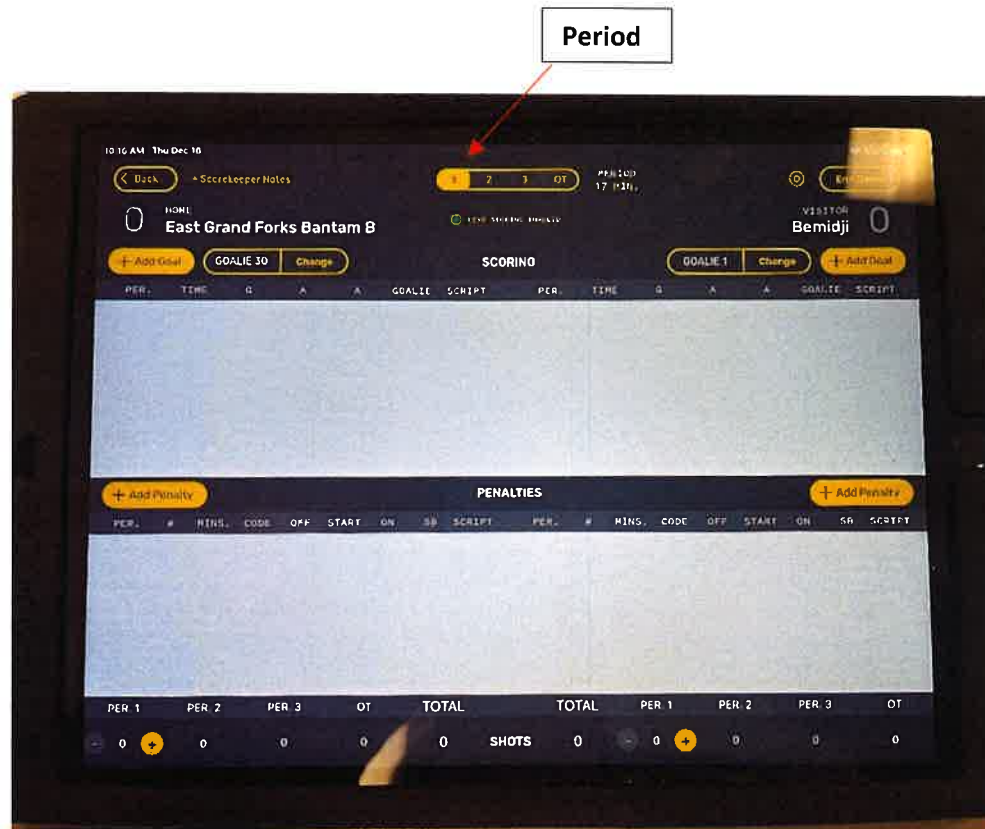 Period
10:16 AM Thu Dec 18
< Back
Scorekeeper Notes
1 2 3 OT
PERIOD
17 MIN.
HOME
0 East Grand Forks Bantam B
VISITOR
Bemidji 0
+ Add Goal GOALIE 30 Change SCORING GOALIE 1 Change + Add Goal
PER. TIME G A A GOALIE SCRIPT PER. TIME G A A GOALIE SCRIPT
+ Add Penalty PENALTIES + Add Penalty
PER. # MINS. CODE OFF START ON SB SCRIPT PER. # MINS. CODE OFF START ON SB SCRIPT
PER. 1 PER. 2 PER. 3 OT TOTAL TOTAL PER. 1 PER. 2 PER. 3 OT
- 0 + 0 0 0 0 SHOTS 0 - 0 + 0 0 0